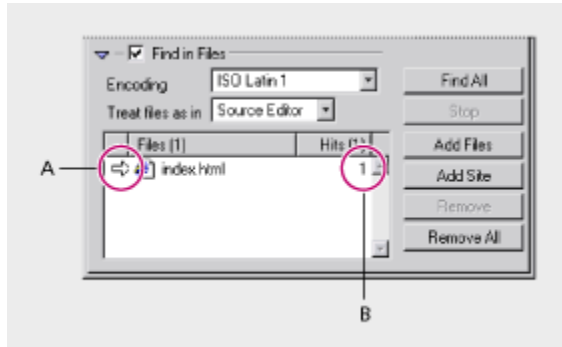 Find in Files
Encoding ISO Latin 1 Find All
Treat files as in Source Editor Stop
Files (1) Hits (1) Add Files
A index.html 1 Add Site
Remove
Remove All
B